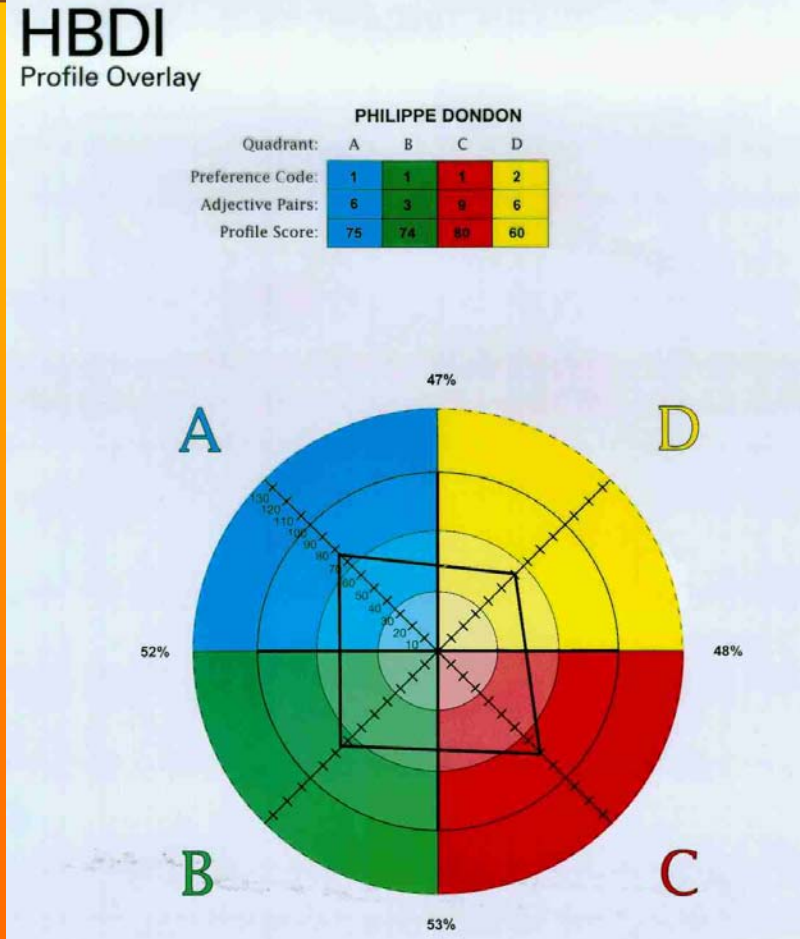 HBDI
Profile Overlay
PHILIPPE DONDON
Quadrant: A B C D
Preference Code: 1 1 1 2
Adjective Pairs: 6 3 9 6
Profile Score: 75 74 80 60
47%
A D
130
120
110
100
90
80
70
60
50
40
30
20
10
52% 48%
B C
53%